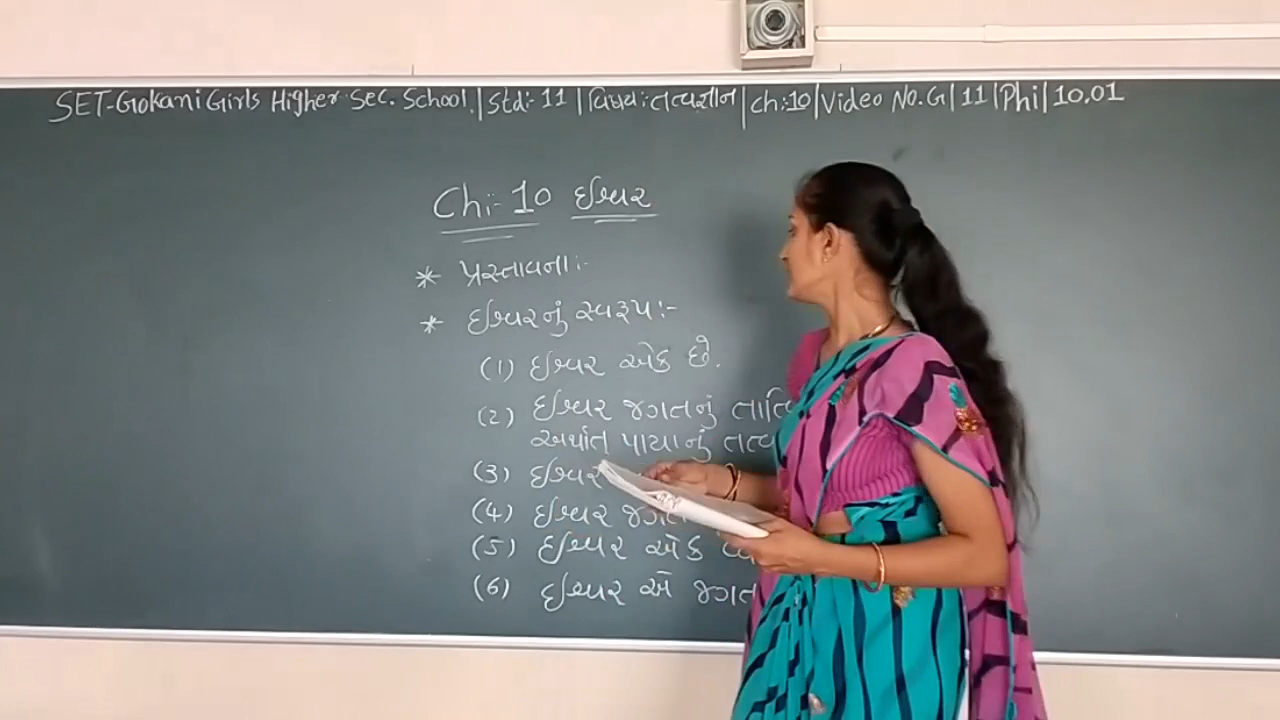 SET-Gokani Girls Higher Sec. School. | Std:- 11 | વિષય:તત્વજ્ઞાન | ch:10 | Video No. G | 11 | Phi | 10.01
Ch:- 10 ઈશ્વર
* પ્રસ્તાવના:-
* ઈશ્વરનું સ્વરૂપ:-
(1) ઈશ્વર એક છે.
(2) ઈશ્વર જગતનું
અર્થાત્ પાયાનું તત્વ
(3) ઈશ્વર
(4) ઈશ્વર જગત
(5) ઈશ્વર એક
(6) ઈશ્વર એ જગત